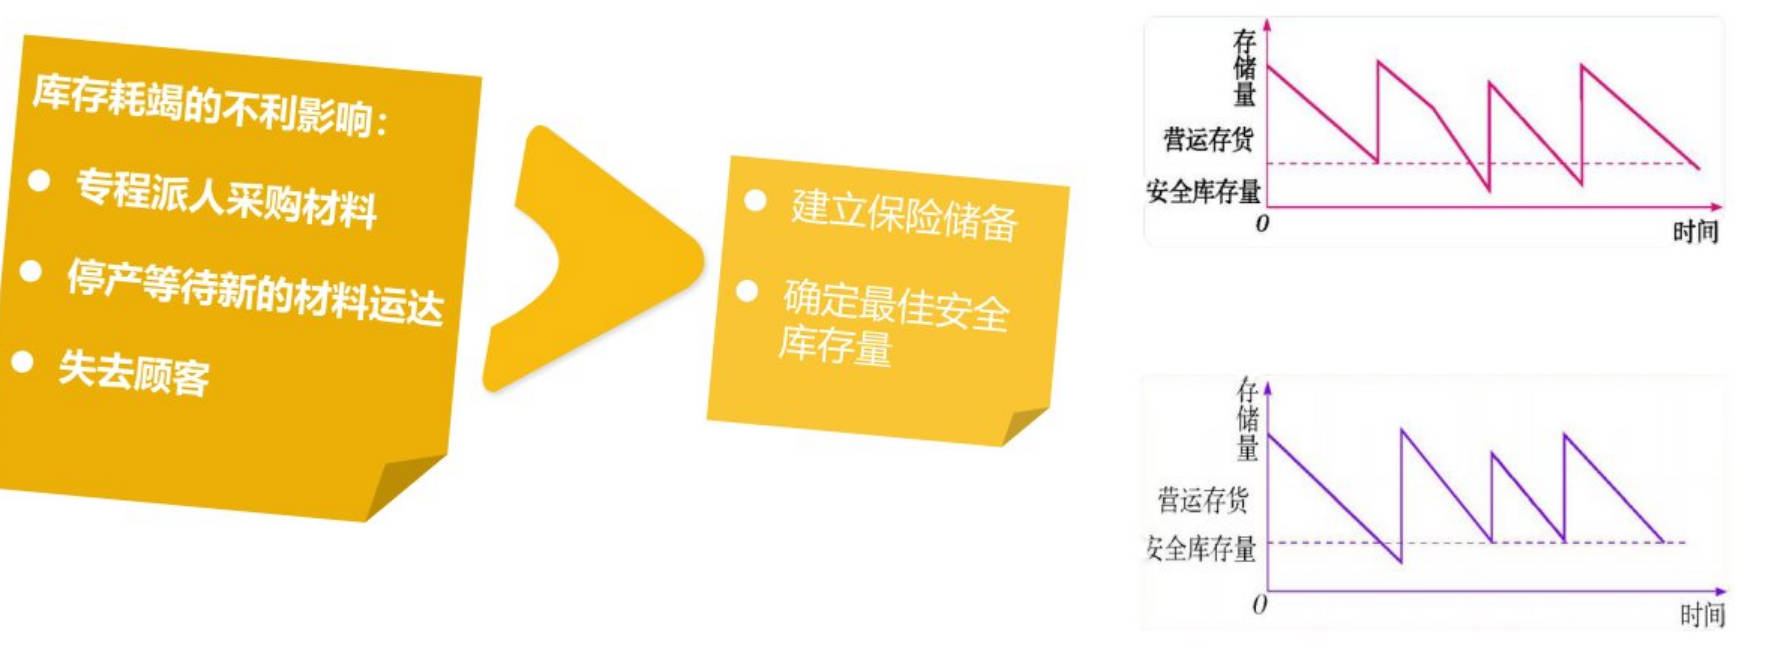 库存耗竭的不利影响：
专程派人采购材料
停产等待新的材料运达
失去顾客
建立保险储备
确定最佳安全
库存量
存储量
营运存货
安全库存量
0
时间
存储量
营运存货
安全库存量
0
时间